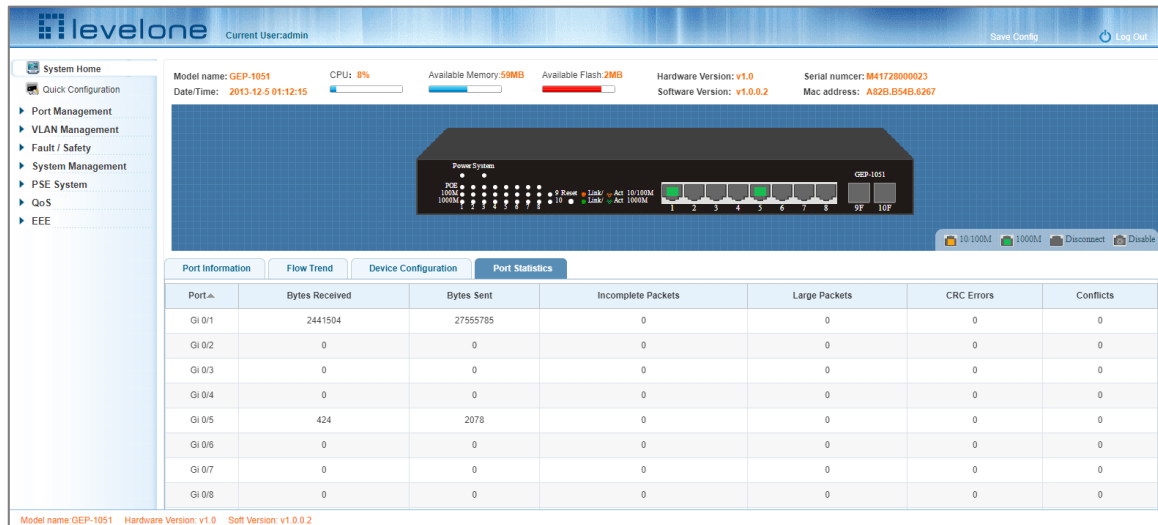 levelone Current User:admin Save Config Log Out
System Home
Quick Configuration
Port Management
VLAN Management
Fault / Safety
System Management
PSE System
QoS
EEE
Model name: GEP-1051 CPU: 8% Available Memory:59MB Available Flash:2MB Hardware Version: v1.0 Serial numcer: M41728000023
Date/Time: 2013-12-5 01:12:15 Software Version: v1.0.0.2 Mac address: A82B.B54B.6267
Power System
GEP-1051
POE
100M 9 Reset Link/ Act 10/100M
1000M 10 Link/ Act 1000M
1 2 3 4 5 6 7 8 1 2 3 4 5 6 7 8 9F 10F
10/100M 1000M Disconnect Disable
Port Information Flow Trend Device Configuration Port Statistics
Port Bytes Received Bytes Sent Incomplete Packets Large Packets CRC Errors Conflicts
Gi 0/1 2441504 27555785 0 0 0 0
Gi 0/2 0 0 0 0 0 0
Gi 0/3 0 0 0 0 0 0
Gi 0/4 0 0 0 0 0 0
Gi 0/5 424 2078 0 0 0 0
Gi 0/6 0 0 0 0 0 0
Gi 0/7 0 0 0 0 0 0
Gi 0/8 0 0 0 0 0 0
Model name:GEP-1051 Hardware Version: v1.0 Soft Version: v1.0.0.2